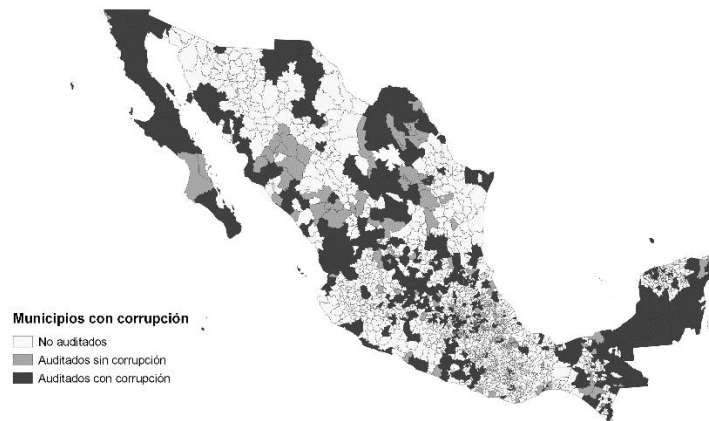 Municipios con corrupción
No auditados
Auditados sin corrupción
Auditados con corrupción